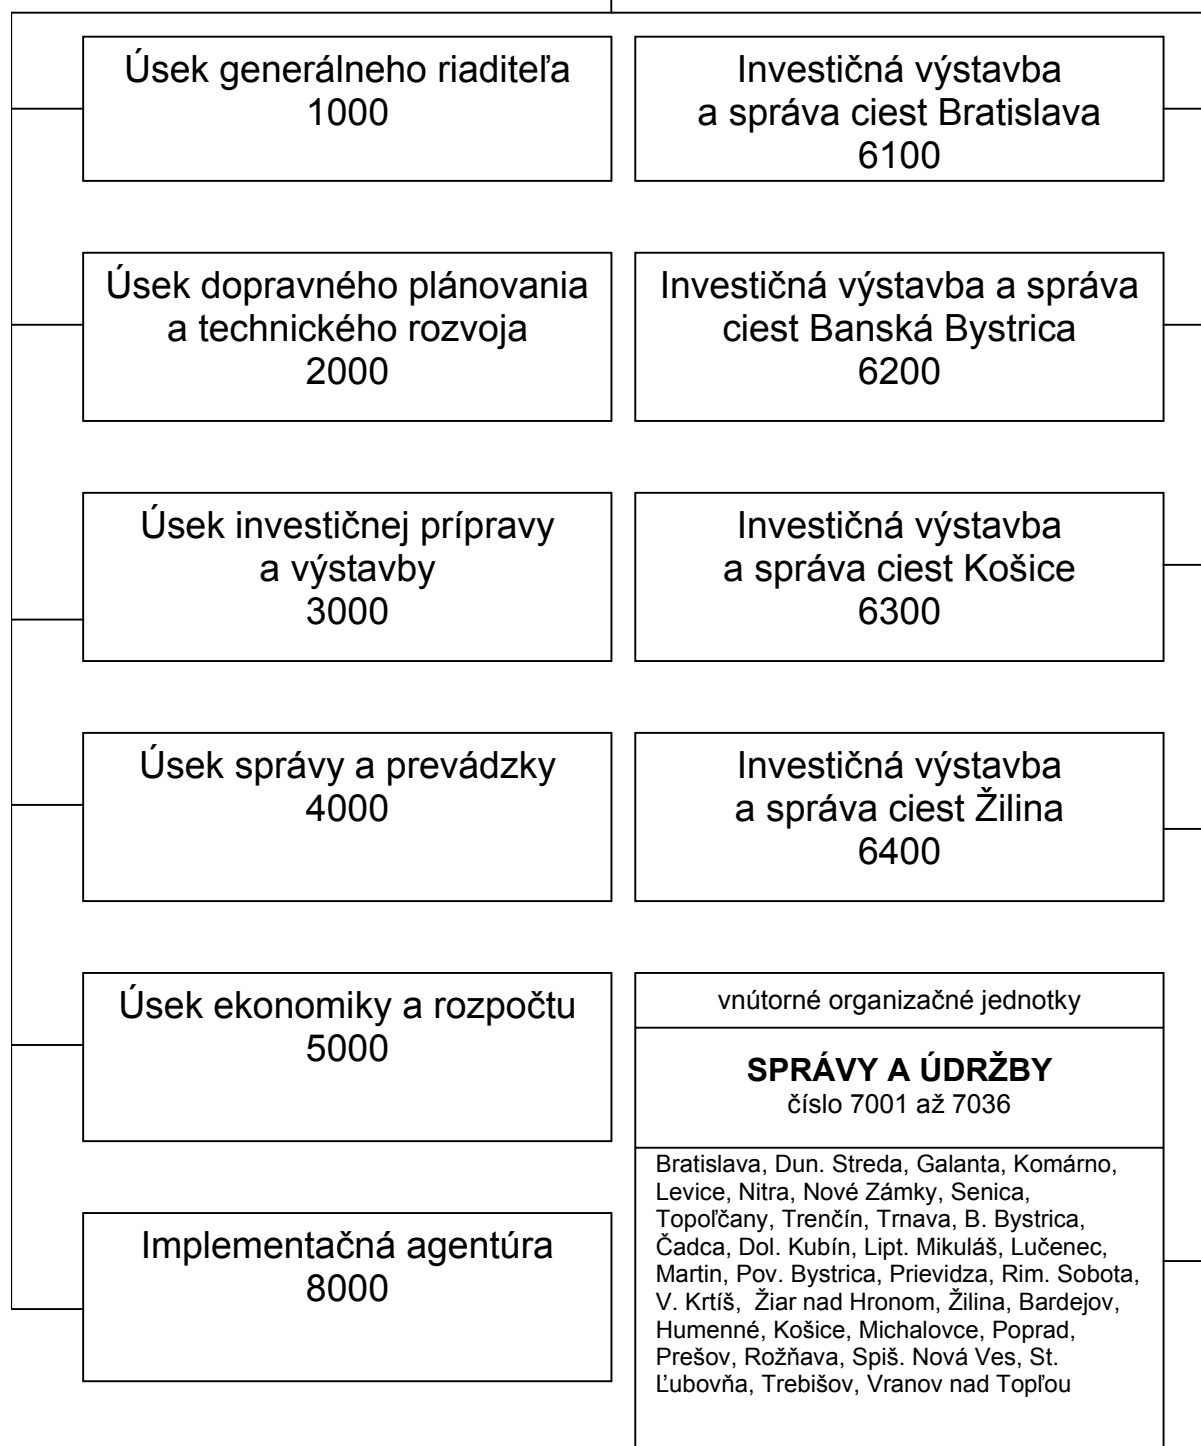 Úsek generálneho riaditeľa
1000
Investičná výstavba
a správa ciest Bratislava
6100
Úsek dopravného plánovania
a technického rozvoja
2000
Investičná výstavba a správa
ciest Banská Bystrica
6200
Úsek investičnej prípravy
a výstavby
3000
Investičná výstavba
a správa ciest Košice
6300
Úsek správy a prevádzky
4000
Investičná výstavba
a správa ciest Žilina
6400
Úsek ekonomiky a rozpočtu
5000
vnútorné organizačné jednotky
SPRÁVY A ÚDRŽBY
číslo 7001 až 7036
Bratislava, Dun. Streda, Galanta, Komárno,
Levice, Nitra, Nové Zámky, Senica,
Topoľčany, Trenčín, Trnava, B. Bystrica,
Čadca, Dol. Kubín, Lipt. Mikuláš, Lučenec,
Martin, Pov. Bystrica, Prievidza, Rim. Sobota,
V. Krtíš, Žiar nad Hronom, Žilina, Bardejov,
Humenné, Košice, Michalovce, Poprad,
Prešov, Rožňava, Spiš. Nová Ves, St.
Ľubovňa, Trebišov, Vranov nad Topľou
Implementačná agentúra
8000